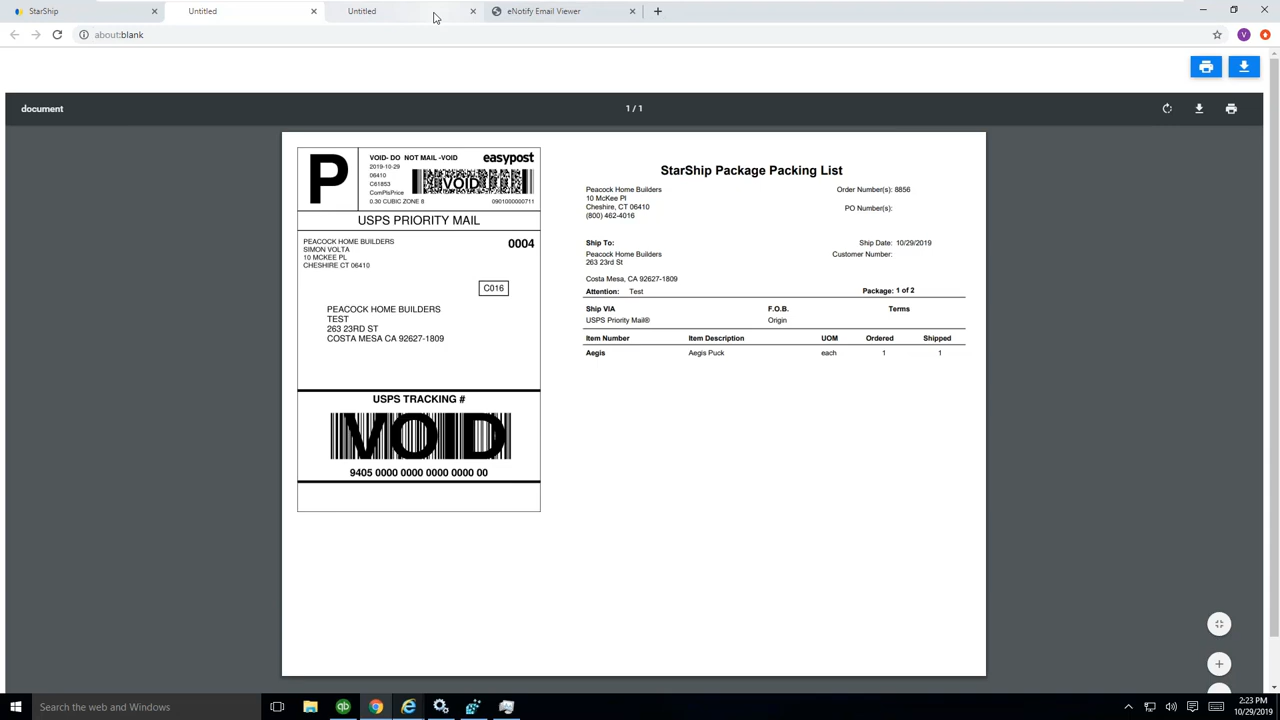 StarShip
Untitled
Untitled
eNotify Email Viewer
about:blank
V
document
1 / 1
P
VOID- DO NOT MAIL -VOID
easypost
2019-10-29
06410
C61853
ComPlsPrice
0.30 CUBIC ZONE 8
VOID
0901000000711
USPS PRIORITY MAIL
PEACOCK HOME BUILDERS
SIMON VOLTA
10 MCKEE PL
CHESHIRE CT 06410
0004
C016
PEACOCK HOME BUILDERS
TEST
263 23RD ST
COSTA MESA CA 92627-1809
USPS TRACKING #
VOID
9405 0000 0000 0000 0000 00
StarShip Package Packing List
Peacock Home Builders
10 McKee Pl
Cheshire, CT 06410
(800) 462-4016
Order Number(s): 8856
PO Number(s):
Ship To:
Peacock Home Builders
263 23rd St
Costa Mesa, CA 92627-1809
Attention: Test
Ship Date: 10/29/2019
Customer Number:
Package: 1 of 2
Ship VIA F.O.B. Terms
USPS Priority Mail® Origin
Item Number Item Description UOM Ordered Shipped
Aegis Aegis Puck each 1 1
Search the web and Windows
2:23 PM
10/29/2019